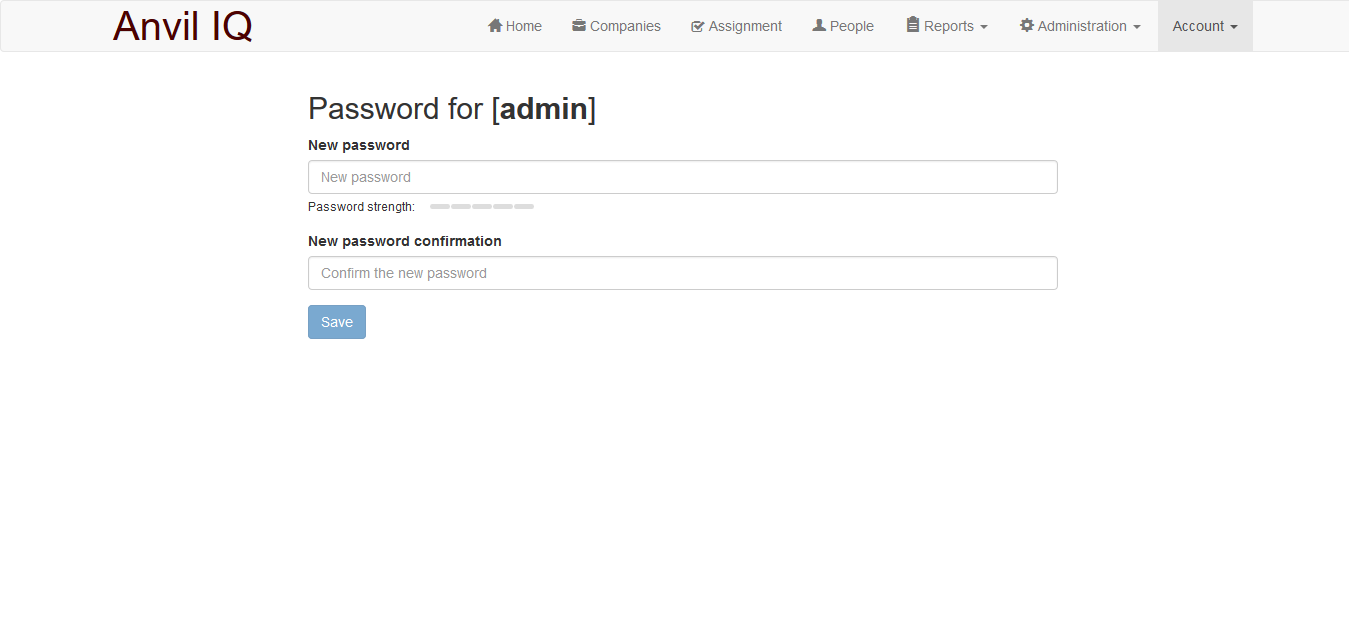 Anvil IQ Home Companies Assignment People Reports Administration Account
Password for [admin]
New password
New password
Password strength:
New password confirmation
Confirm the new password
Save